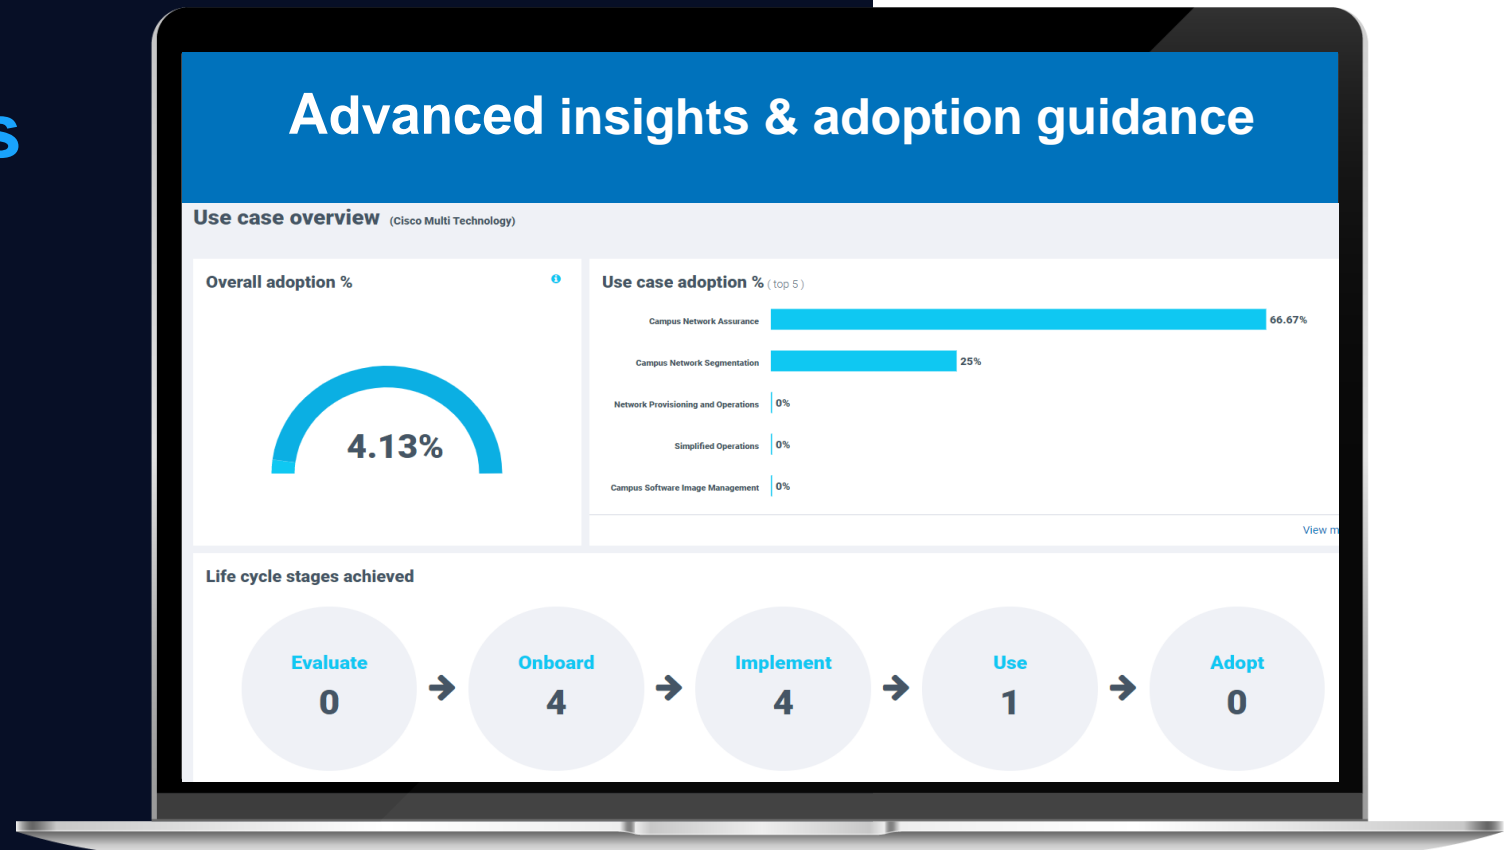 s
Advanced insights & adoption guidance
Use case overview (Cisco Multi Technology)
Overall adoption %
4.13%
Use case adoption % ( top 5 )
Campus Network Assurance 66.67%
Campus Network Segmentation 25%
Network Provisioning and Operations 0%
Simplified Operations 0%
Campus Software Image Management 0%
View m
Life cycle stages achieved
Evaluate
0
Onboard
4
Implement
4
Use
1
Adopt
0